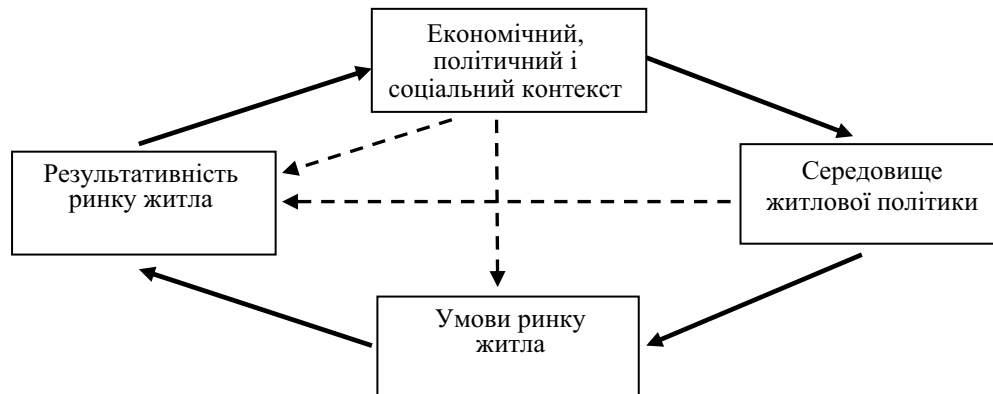 Економічний,
політичний і
соціальний контекст
Результативність
ринку житла
Середовище
житлової політики
Умови ринку
житла